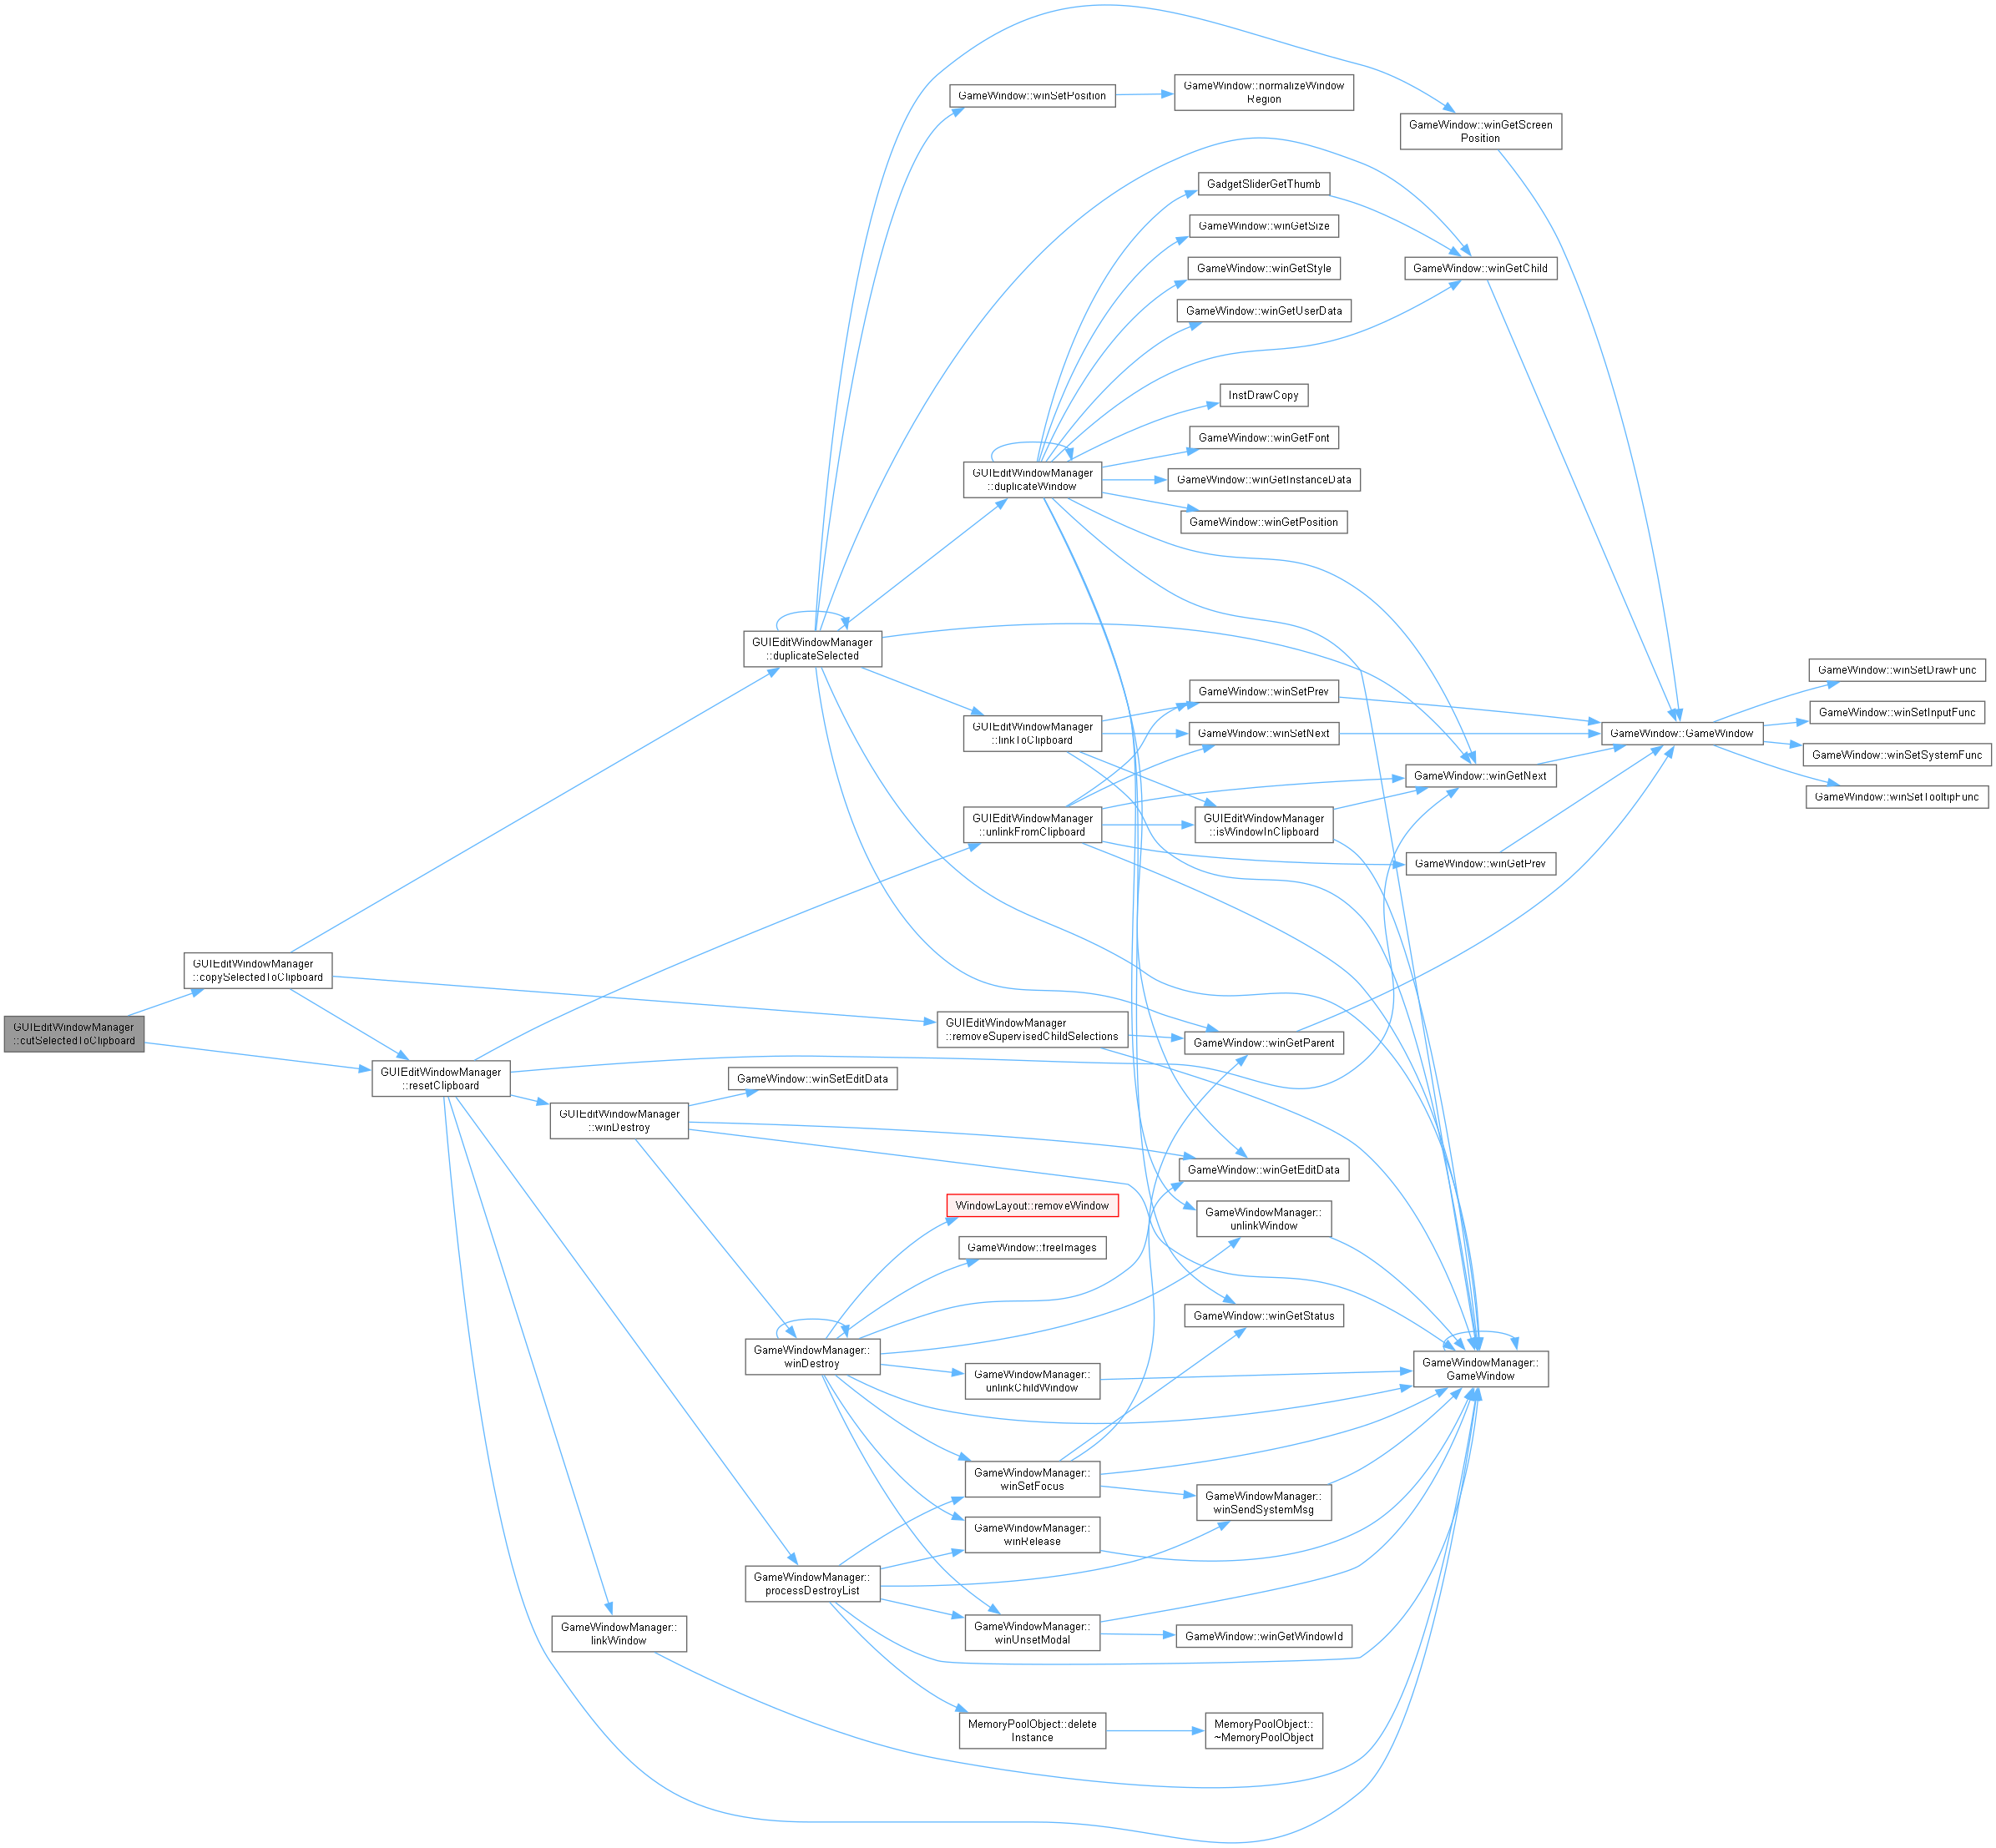 GameWindow::winSetPosition
GameWindow::normalizeWindow
Region
GameWindow::winGetScreen
Position
GadgetSliderGetThumb
GameWindow::winGetSize
GameWindow::winGetStyle
GameWindow::winGetChild
GameWindow::winGetUserData
InstDrawCopy
GameWindow::winGetFont
GUIEditWindowManager
::duplicateWindow
GameWindow::winGetInstanceData
GameWindow::winGetPosition
GUIEditWindowManager
::duplicateSelected
GameWindow::winSetDrawFunc
GameWindow::winSetPrev
GameWindow::winSetInputFunc
GUIEditWindowManager
::linkToClipboard
GameWindow::winSetNext
GameWindow::GameWindow
GameWindow::winSetSystemFunc
GameWindow::winGetNext
GameWindow::winSetTooltipFunc
GUIEditWindowManager
::unlinkFromClipboard
GUIEditWindowManager
::isWindowInClipboard
GameWindow::winGetPrev
GUIEditWindowManager
::copySelectedToClipboard
GUIEditWindowManager
::cutSelectedToClipboard
GUIEditWindowManager
::removeSupervisedChildSelections
GameWindow::winGetParent
GUIEditWindowManager
::resetClipboard
GameWindow::winSetEditData
GUIEditWindowManager
::winDestroy
GameWindow::winGetEditData
WindowLayout::removeWindow
GameWindowManager::
unlinkWindow
GameWindow::freeImages
GameWindow::winGetStatus
GameWindowManager::
winDestroy
GameWindowManager::
unlinkChildWindow
GameWindowManager::
GameWindow
GameWindowManager::
winSetFocus
GameWindowManager::
winSendSystemMsg
GameWindowManager::
winRelease
GameWindowManager::
processDestroyList
GameWindowManager::
linkWindow
GameWindowManager::
winUnsetModal
GameWindow::winGetWindowId
MemoryPoolObject::delete
Instance
MemoryPoolObject::
~MemoryPoolObject